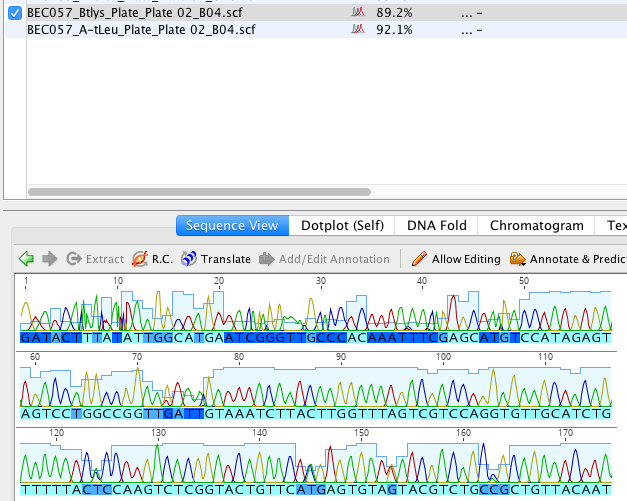 BEC057_Btlys_Plate_Plate 02_B04.scf 89.2% ... -
BEC057_A-tLeu_Plate_Plate 02_B04.scf 92.1% ... -
Sequence View Dotplot (Self) DNA Fold Chromatogram Tex
Extract R.C. Translate Add/Edit Annotation Allow Editing Annotate & Predict
1 10 20 30 40 50
GATACTTTATATTGGCATGAATCGGGTTGCCCACAAATTTCGAGCATGTCCATAGAGT
60 70 80 90 100 110
AGTCCTGGCCGGTTGATTGTAAATCTTACTTGGTTTAGTCGTCCAGGTGTTGCATCTG
120 130 140 150 160 170
TTTTTACTCCAAGTCTCGGTACTGTTCATGAGTGTAGTACGTCTGCCCGCTGTTACAAT